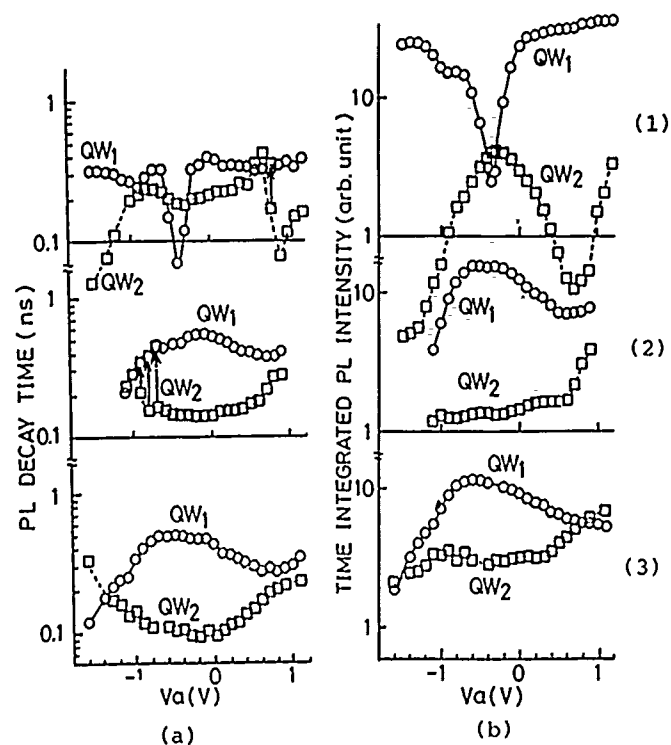 PL DECAY TIME (ns)
1
QW1
0.1
QW2
1
QW1
QW2
0.1
1
QW1
QW2
0.1
-1
0
1
Va(V)
(a)
TIME INTEGRATED PL INTENSITY (arb.unit)
10
QW1
(1)
QW2
1
10
QW1
(2)
QW2
1
10
QW1
(3)
QW2
1
-1
0
1
Va(V)
(b)